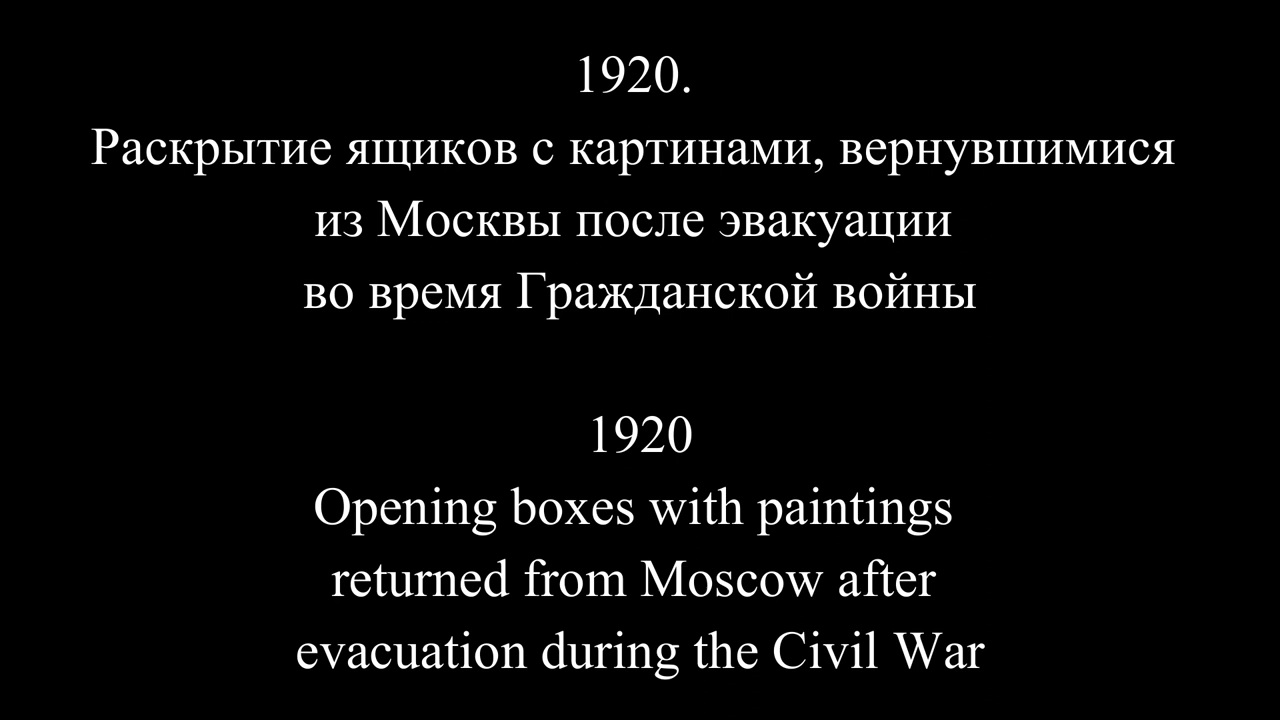 1920.
Раскрытие ящиков с картинами, вернувшимися
из Москвы после эвакуации
во время Гражданской войны
1920
Opening boxes with paintings
returned from Moscow after
evacuation during the Civil War